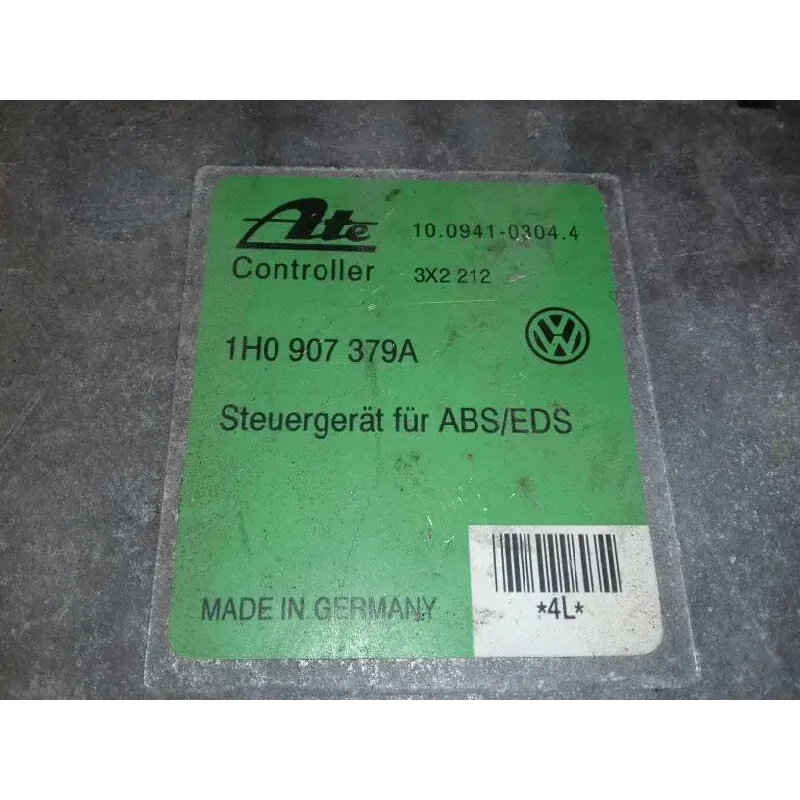 Ate 10.0941-0304.4
Controller 3X2 212
1H0 907 379A
Steuergerät für ABS/EDS
MADE IN GERMANY
*4L*